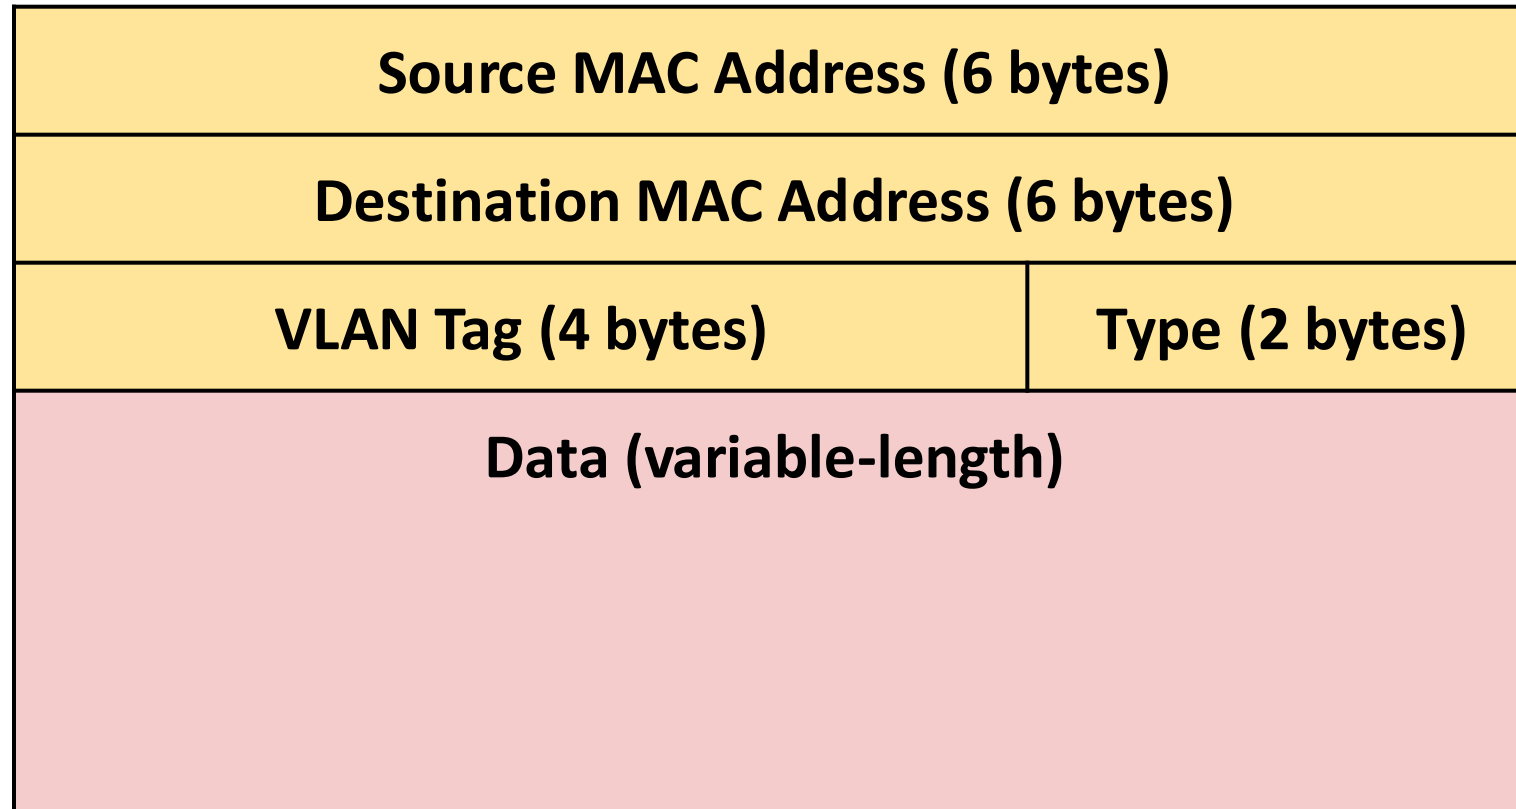 Source MAC Address (6 bytes)
Destination MAC Address (6 bytes)
VLAN Tag (4 bytes)
Type (2 bytes)
Data (variable-length)